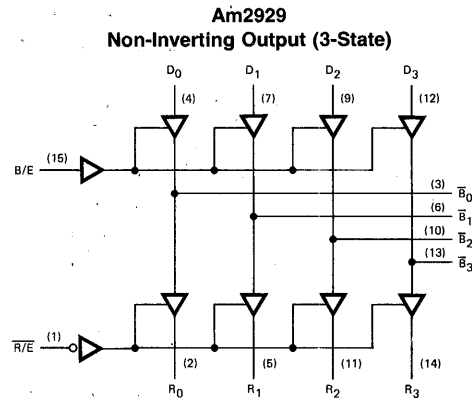 Am2929
Non-Inverting Output (3-State)
D0 D1 D2 D3
(4) (7) (9) (12)
B/E (15)
(3) B̅0
(6) B̅1
(10) B̅2
(13) B̅3
R̅/̅E̅ (1)
(2) (5) (11) (14)
R0 R1 R2 R3